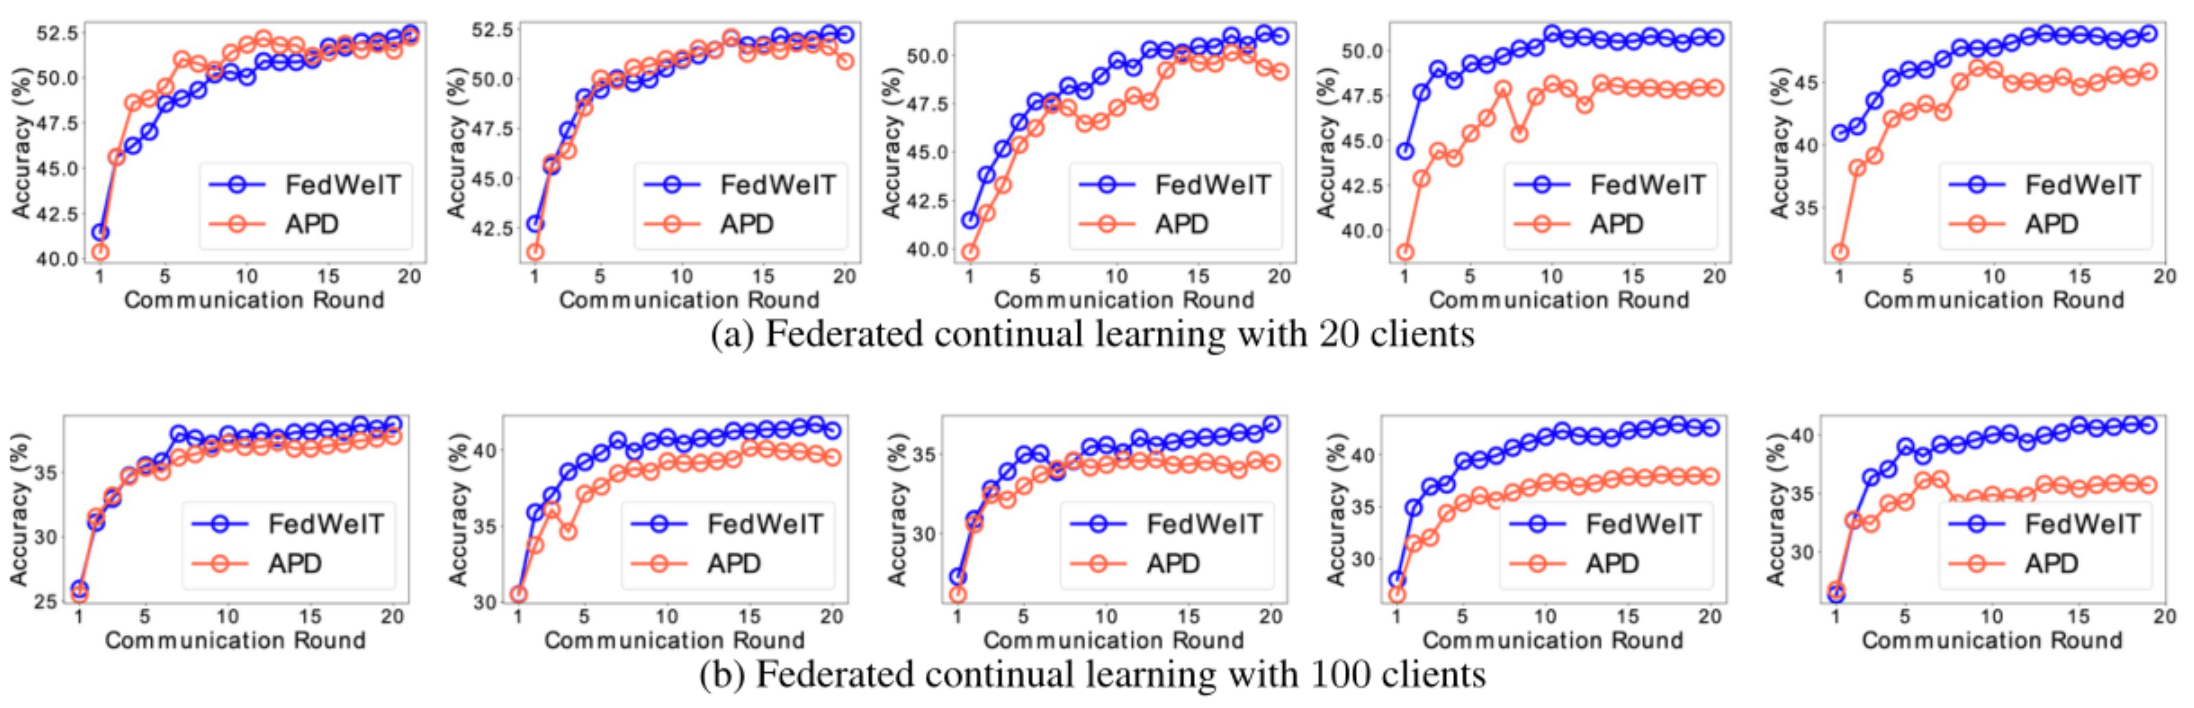 52.5
50.0
47.5
45.0
42.5
40.0
Accuracy (%)
1 5 10 15 20
Communication Round
FedWeIT
APD
52.5
50.0
47.5
45.0
42.5
Accuracy (%)
1 5 10 15 20
Communication Round
FedWeIT
APD
50.0
47.5
45.0
42.5
40.0
Accuracy (%)
1 5 10 15 20
Communication Round
FedWeIT
APD
50.0
47.5
45.0
42.5
40.0
Accuracy (%)
1 5 10 15 20
Communication Round
FedWeIT
APD
45
40
35
Accuracy (%)
1 5 10 15 20
Communication Round
FedWeIT
APD
(a) Federated continual learning with 20 clients
35
30
25
Accuracy (%)
1 5 10 15 20
Communication Round
FedWeIT
APD
40
35
30
Accuracy (%)
1 5 10 15 20
Communication Round
FedWeIT
APD
35
30
Accuracy (%)
1 5 10 15 20
Communication Round
FedWeIT
APD
40
35
30
Accuracy (%)
1 5 10 15 20
Communication Round
FedWeIT
APD
40
35
30
Accuracy (%)
1 5 10 15 20
Communication Round
FedWeIT
APD
(b) Federated continual learning with 100 clients